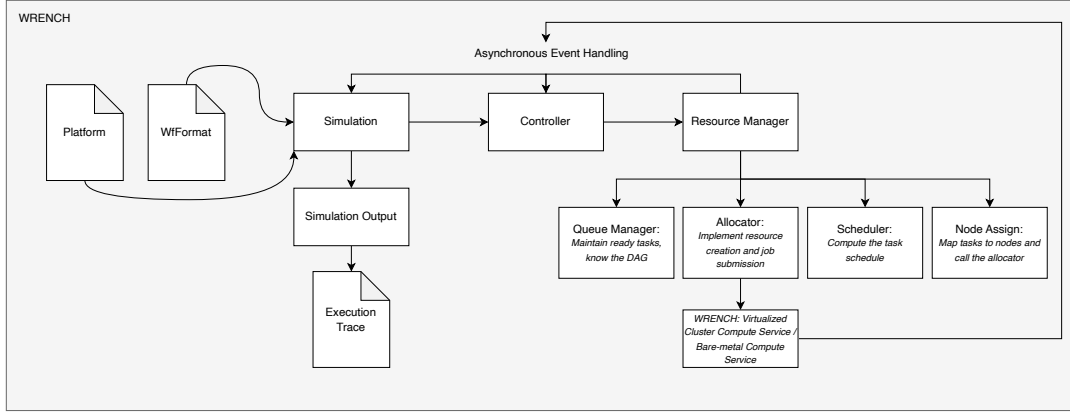 WRENCH
Asynchronous Event Handling
Platform
WfFormat
Simulation
Controller
Resource Manager
Simulation Output
Queue Manager:
Maintain ready tasks,
know the DAG
Allocator:
Implement resource
creation and job
submission
Scheduler:
Compute the task
schedule
Node Assign:
Map tasks to nodes and
call the allocator
Execution
Trace
WRENCH: Virtualized
Cluster Compute Service /
Bare-metal Compute
Service